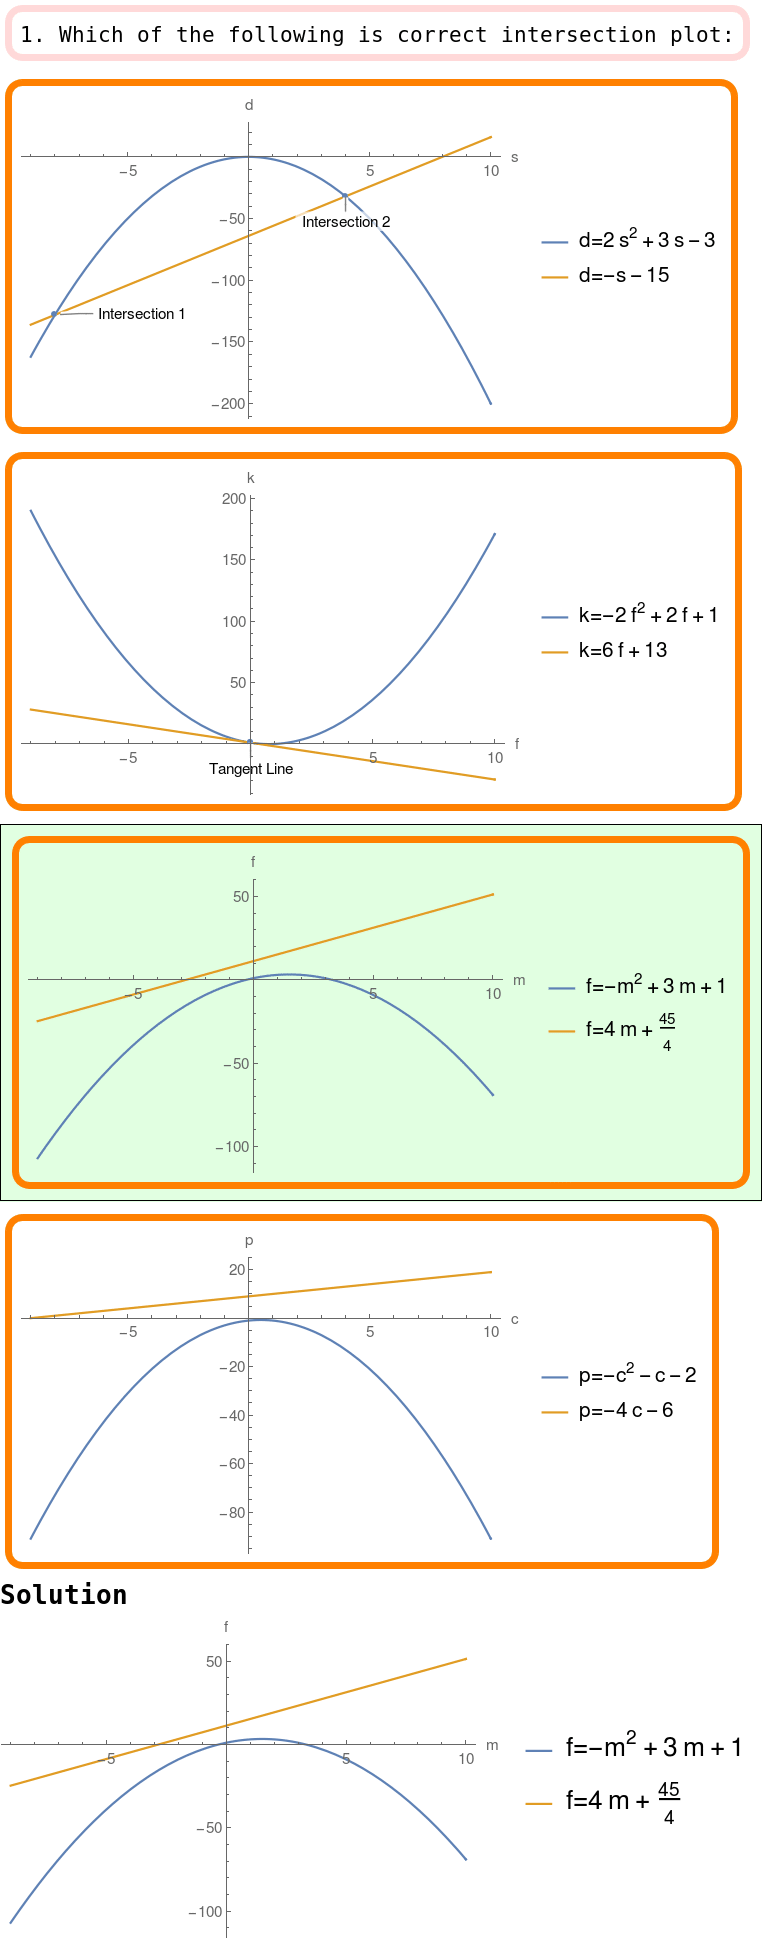 1. Which of the following is correct intersection plot:
d
s
−5
5
10
−50
−100
−150
−200
Intersection 2
Intersection 1
d=2 s² + 3 s − 3
d=−s − 15
k
200
150
100
50
f
−5
5
10
Tangent Line
k=−2 f² + 2 f + 1
k=6 f + 13
f
50
m
−5
5
10
−50
−100
f=−m² + 3 m + 1
f=4 m + 45/4
p
20
c
−5
5
10
−20
−40
−60
−80
p=−c² − c − 2
p=−4 c − 6
Solution
f
50
m
−5
5
10
−50
−100
f=−m² + 3 m + 1
f=4 m + 45/4